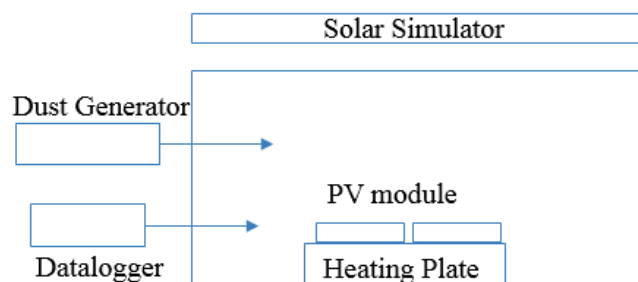 Solar Simulator
Dust Generator
PV module
Datalogger
Heating Plate